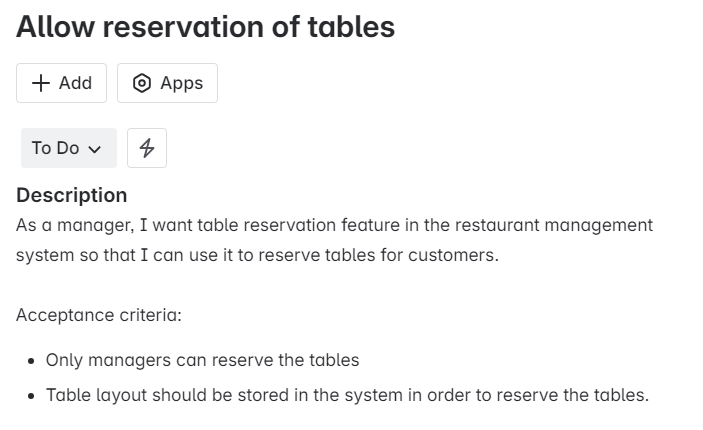 Allow reservation of tables
Add
Apps
To Do
Description
As a manager, I want table reservation feature in the restaurant management
system so that I can use it to reserve tables for customers.
Acceptance criteria:
Only managers can reserve the tables
Table layout should be stored in the system in order to reserve the tables.